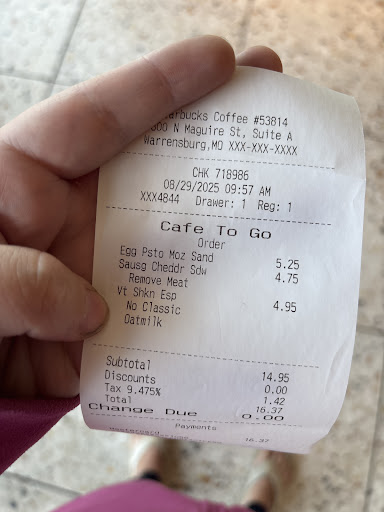 arbucks Coffee #53814
00 N Maguire St, Suite A
Warrensburg,MO XXX-XXX-XXXX
CHK 718986
08/29/2025 09:57 AM
XXX4844 Drawer: 1 Reg: 1
Cafe To Go
Order
Egg Psto Moz Sand 5.25
Sausg Cheddr Sdw 4.75
Remove Meat
Vt Shkn Esp 4.95
No Classic
Oatmilk
Subtotal 14.95
Discounts 0.00
Tax 9.475% 1.42
Total 16.37
Change Due 0.00
Payments
Mastercard 16.37